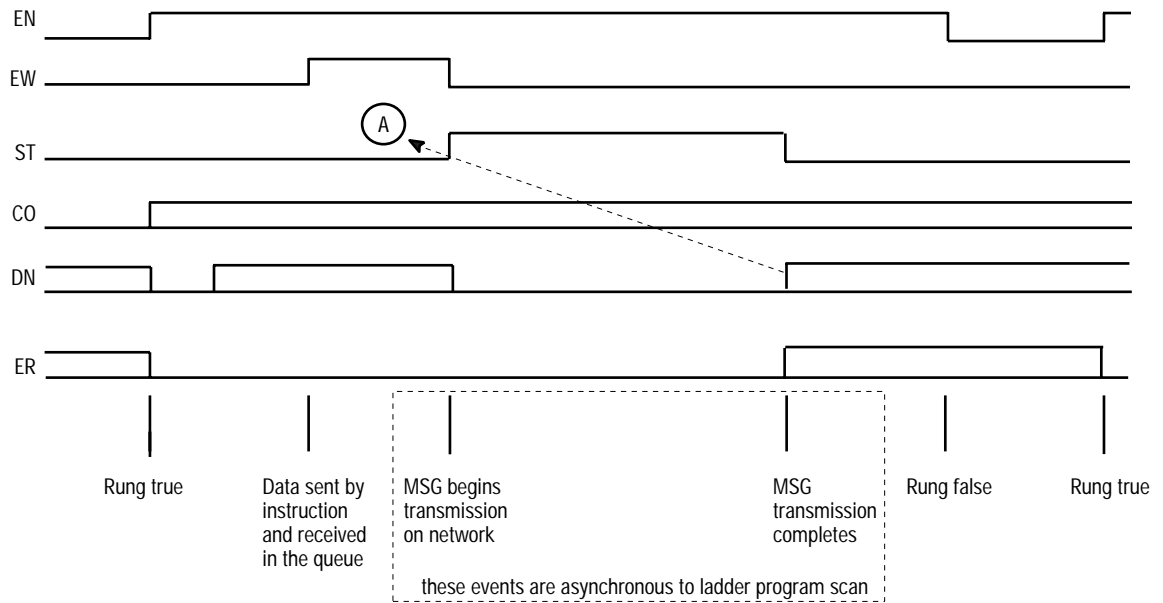 EN
EW
A
ST
CO
DN
ER
Rung true
Data sent by
instruction
and received
in the queue
MSG begins
transmission
on network
MSG
transmission
completes
Rung false
Rung true
these events are asynchronous to ladder program scan